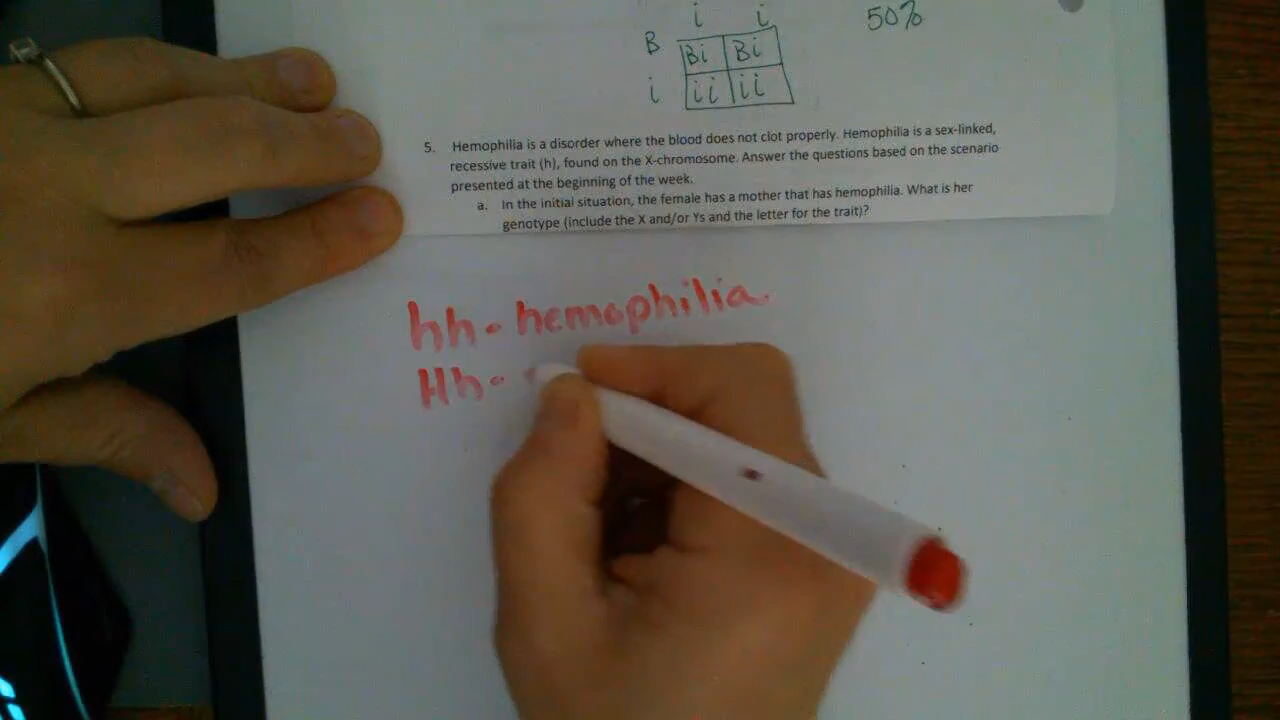 i i 50%
B Bi Bi
i ii ii
5. Hemophilia is a disorder where the blood does not clot properly. Hemophilia is a sex-linked,
recessive trait (h), found on the X-chromosome. Answer the questions based on the scenario
presented at the beginning of the week.
a. In the initial situation, the female has a mother that has hemophilia. What is her
genotype (include the X and/or Ys and the letter for the trait)?
hh - hemophilia.
Hh -